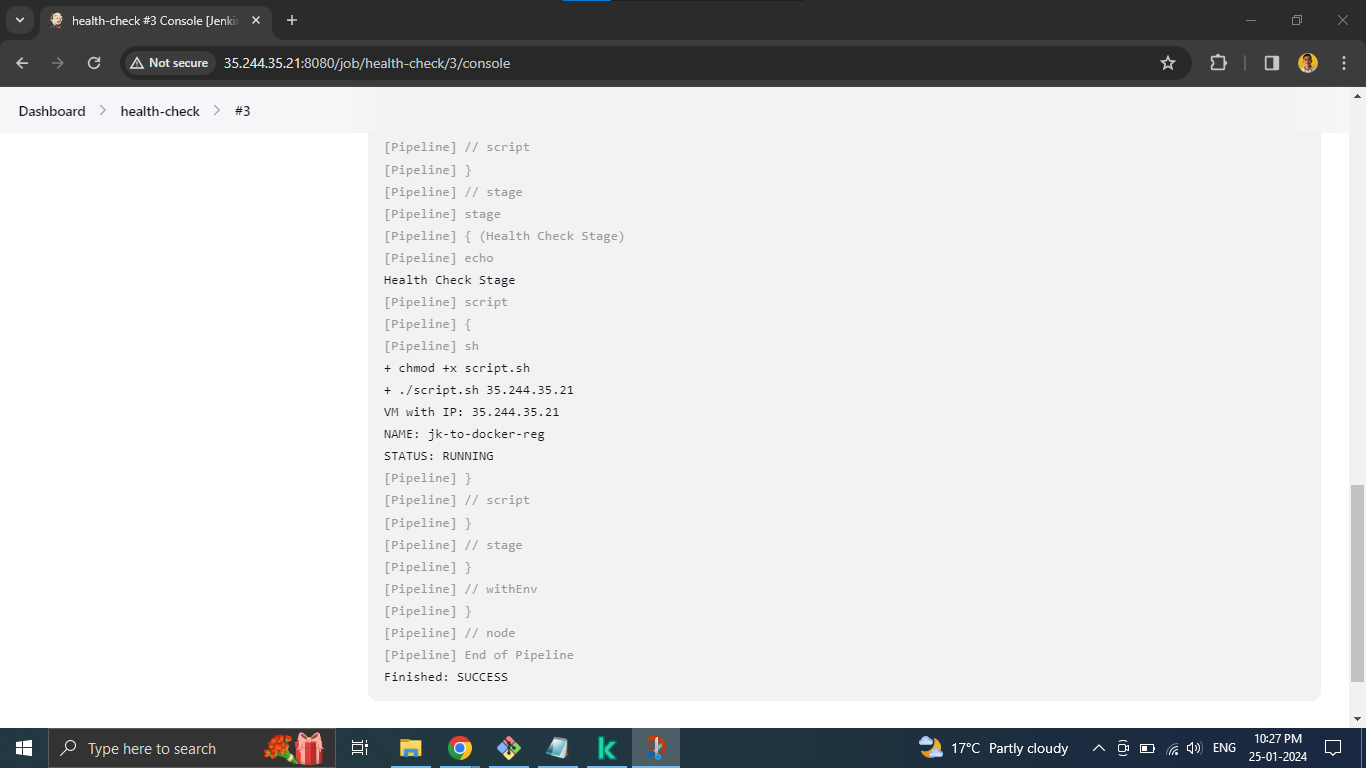 health-check #3 Console [Jenki
Not secure 35.244.35.21:8080/job/health-check/3/console
Dashboard > health-check > #3
[Pipeline] // script
[Pipeline] }
[Pipeline] // stage
[Pipeline] stage
[Pipeline] { (Health Check Stage)
[Pipeline] echo
Health Check Stage
[Pipeline] script
[Pipeline] {
[Pipeline] sh
+ chmod +x script.sh
+ ./script.sh 35.244.35.21
VM with IP: 35.244.35.21
NAME: jk-to-docker-reg
STATUS: RUNNING
[Pipeline] }
[Pipeline] // script
[Pipeline] }
[Pipeline] // stage
[Pipeline] }
[Pipeline] // withEnv
[Pipeline] }
[Pipeline] // node
[Pipeline] End of Pipeline
Finished: SUCCESS
Type here to search
17°C Partly cloudy
ENG
10:27 PM
25-01-2024